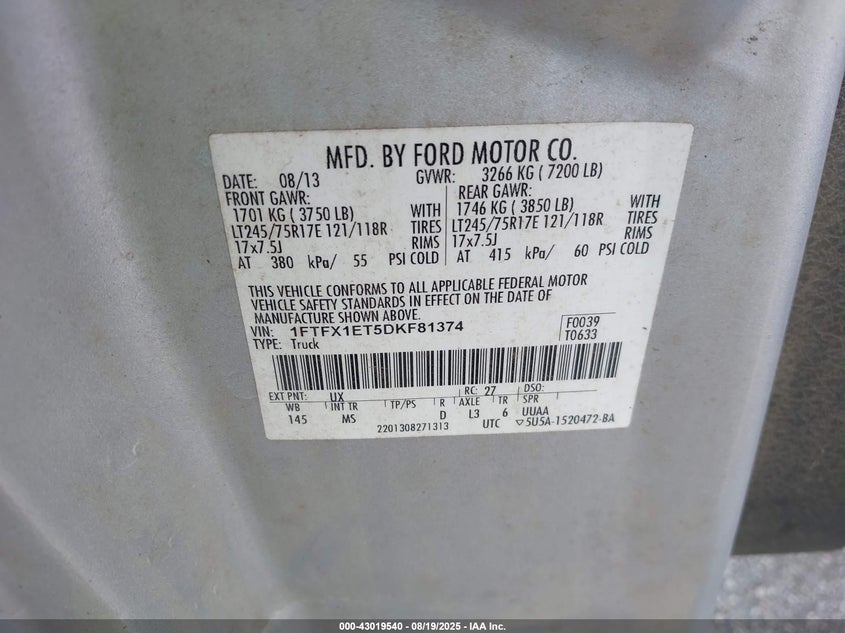 MFD. BY FORD MOTOR CO.
DATE: 08/13 GVWR: 3266 KG ( 7200 LB)
FRONT GAWR: REAR GAWR:
1701 KG ( 3750 LB) WITH 1746 KG ( 3850 LB) WITH
LT245/75R17E 121/118R TIRES LT245/75R17E 121/118R TIRES
17x7.5J RIMS 17x7.5J RIMS
AT 380 kPa/ 55 PSI COLD AT 415 kPa/ 60 PSI COLD
THIS VEHICLE CONFORMS TO ALL APPLICABLE FEDERAL MOTOR
VEHICLE SAFETY STANDARDS IN EFFECT ON THE DATE OF
MANUFACTURE SHOWN ABOVE.
VIN: 1FTFX1ET5DKF81374 F0039
TYPE: Truck T0633
EXT PNT: UX RC: 27 DSO:
WB INT TR TP/PS R AXLE TR SPR
145 MS D L3 6 UUAA
2201308271313 UTC ▽5U5A-1520472-BA
000-43019540 - 08/19/2025 - IAA Inc.